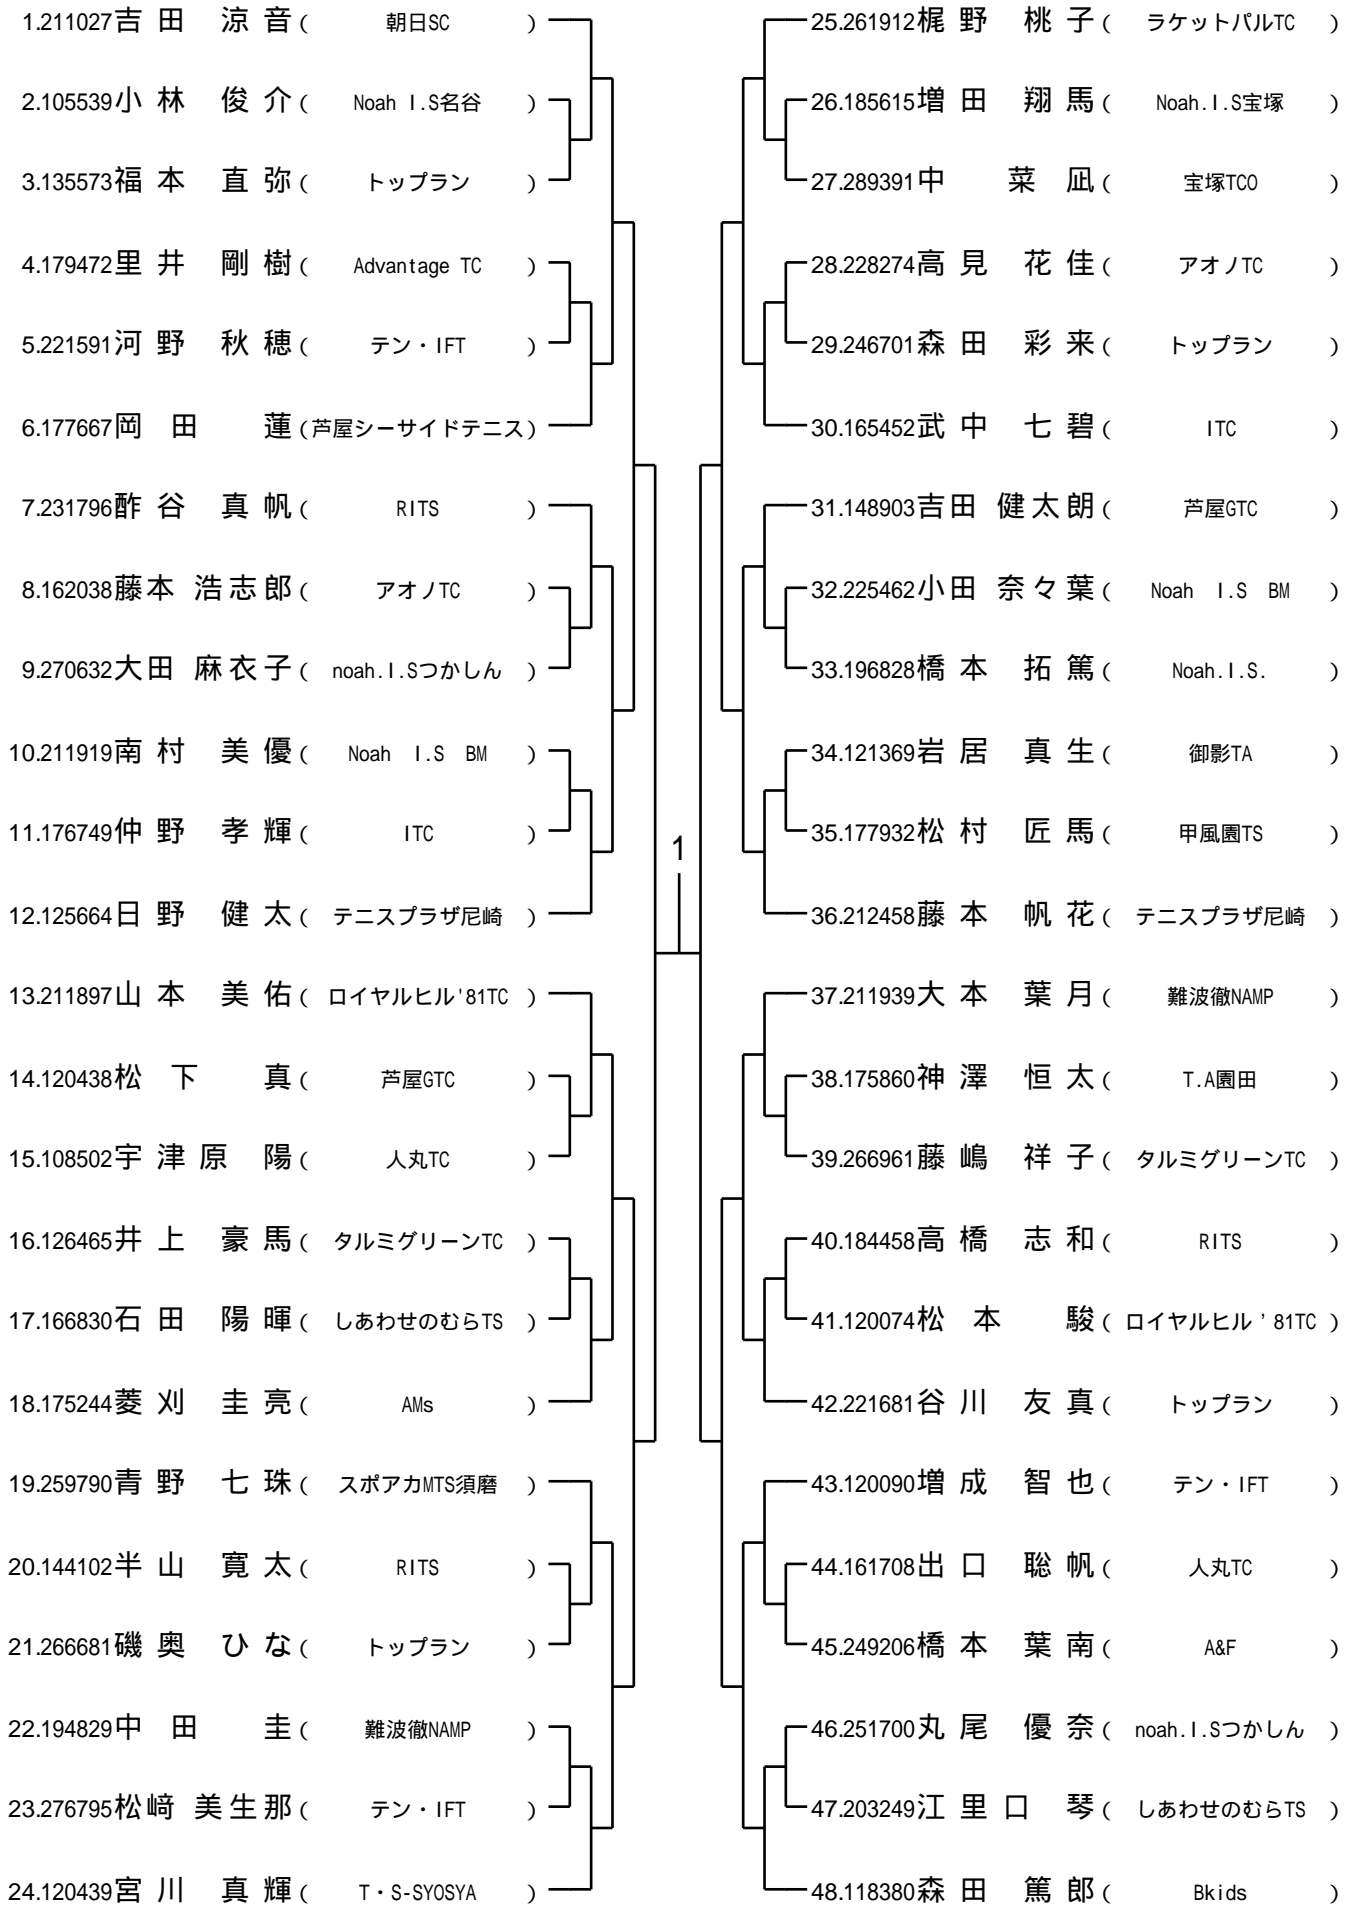 1.211027吉田 涼音( 朝日SC )
2.105539小林 俊介( Noah I.S名谷 )
3.135573福本 直弥( トップラン )
4.179472里井 剛樹( Advantage TC )
5.221591河野 秋穂( テン・IFT )
6.177667岡田 蓮(芦屋シーサイドテニス)
7.231796酢谷 真帆( RITS )
8.162038藤本 浩志郎( アオノTC )
9.270632大田 麻衣子( noah.I.Sつかしん )
10.211919南村 美優( Noah I.S BM )
11.176749仲野 孝輝( ITC )
12.125664日野 健太( テニスプラザ尼崎 )
13.211897山本 美佑( ロイヤルヒル'81TC )
14.120438松下 真( 芦屋GTC )
15.108502宇津原 陽( 人丸TC )
16.126465井上 豪馬( タルミグリーンTC )
17.166830石田 陽暉( しあわせのむらTS )
18.175244菱刈 圭亮( AMs )
19.259790青野 七珠( スポアカMTS須磨 )
20.144102半山 寛太( RITS )
21.266681磯奥 ひな( トップラン )
22.194829中田 圭( 難波徹NAMP )
23.276795松﨑 美生那( テン・IFT )
24.120439宮川 真輝( T・S-SYOSYA )
1
25.261912梶野 桃子( ラケットパルTC )
26.185615増田 翔馬( Noah.I.S宝塚 )
27.289391中 菜凪( 宝塚TCO )
28.228274高見 花佳( アオノTC )
29.246701森田 彩来( トップラン )
30.165452武中 七碧( ITC )
31.148903吉田 健太朗( 芦屋GTC )
32.225462小田 奈々葉( Noah I.S BM )
33.196828橋本 拓篤( Noah.I.S. )
34.121369岩居 真生( 御影TA )
35.177932松村 匠馬( 甲風園TS )
36.212458藤本 帆花( テニスプラザ尼崎 )
37.211939大本 葉月( 難波徹NAMP )
38.175860神澤 恒太( T.A園田 )
39.266961藤嶋 祥子( タルミグリーンTC )
40.184458高橋 志和( RITS )
41.120074松本 駿( ロイヤルヒル'81TC )
42.221681谷川 友真( トップラン )
43.120090増成 智也( テン・IFT )
44.161708出口 聡帆( 人丸TC )
45.249206橋本 葉南( A&F )
46.251700丸尾 優奈( noah.I.Sつかしん )
47.203249江里口 琴( しあわせのむらTS )
48.118380森田 篤郎( Bkids )